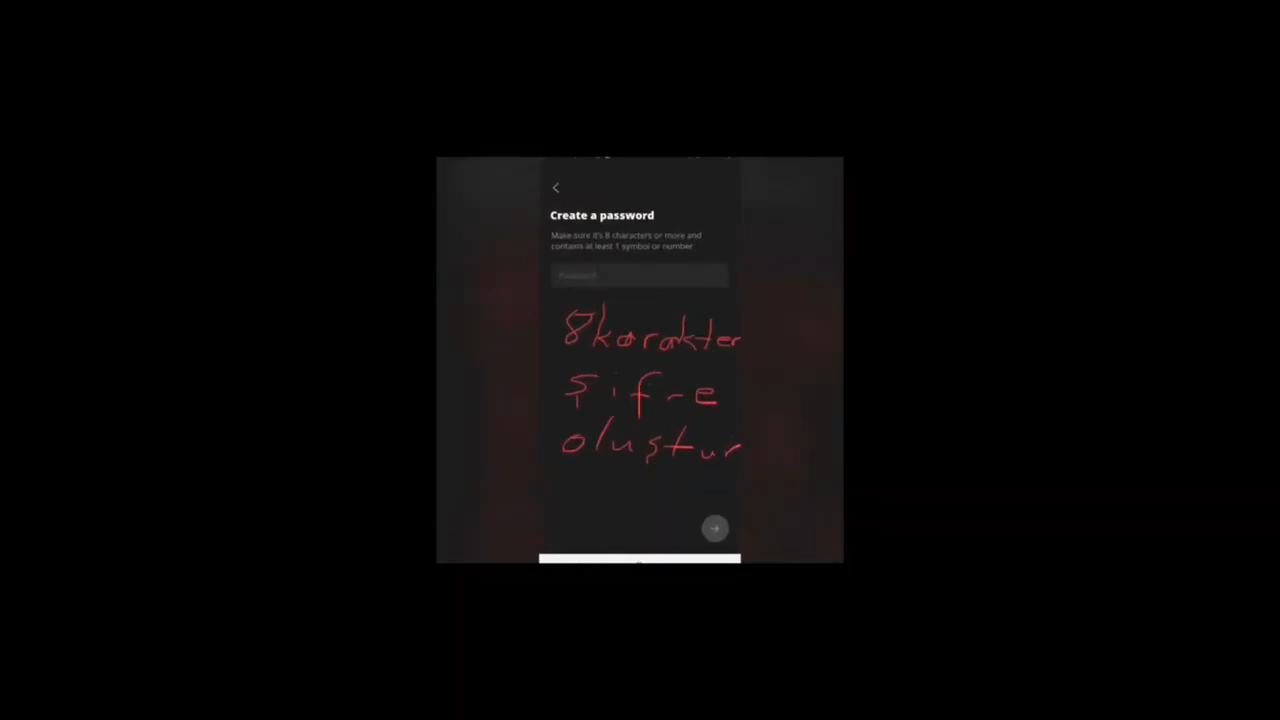 Create a password
Make sure it's 8 characters or more and
contains at least 1 symbol or number
Password
8karakter
şifre
oluştur